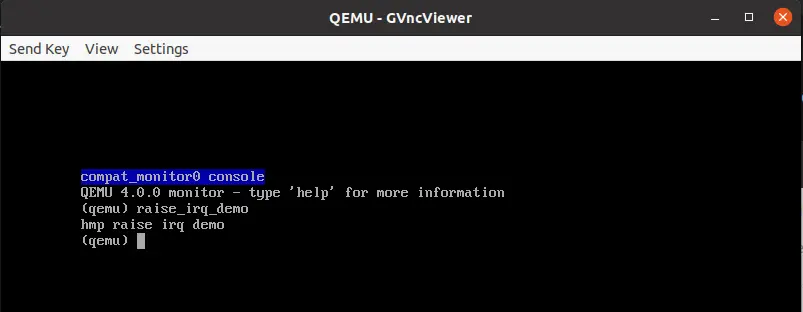 QEMU - GVncViewer
Send Key View Settings
compat_monitor0 console
QEMU 4.0.0 monitor - type 'help' for more information
(qemu) raise_irq_demo
hmp raise irq demo
(qemu)